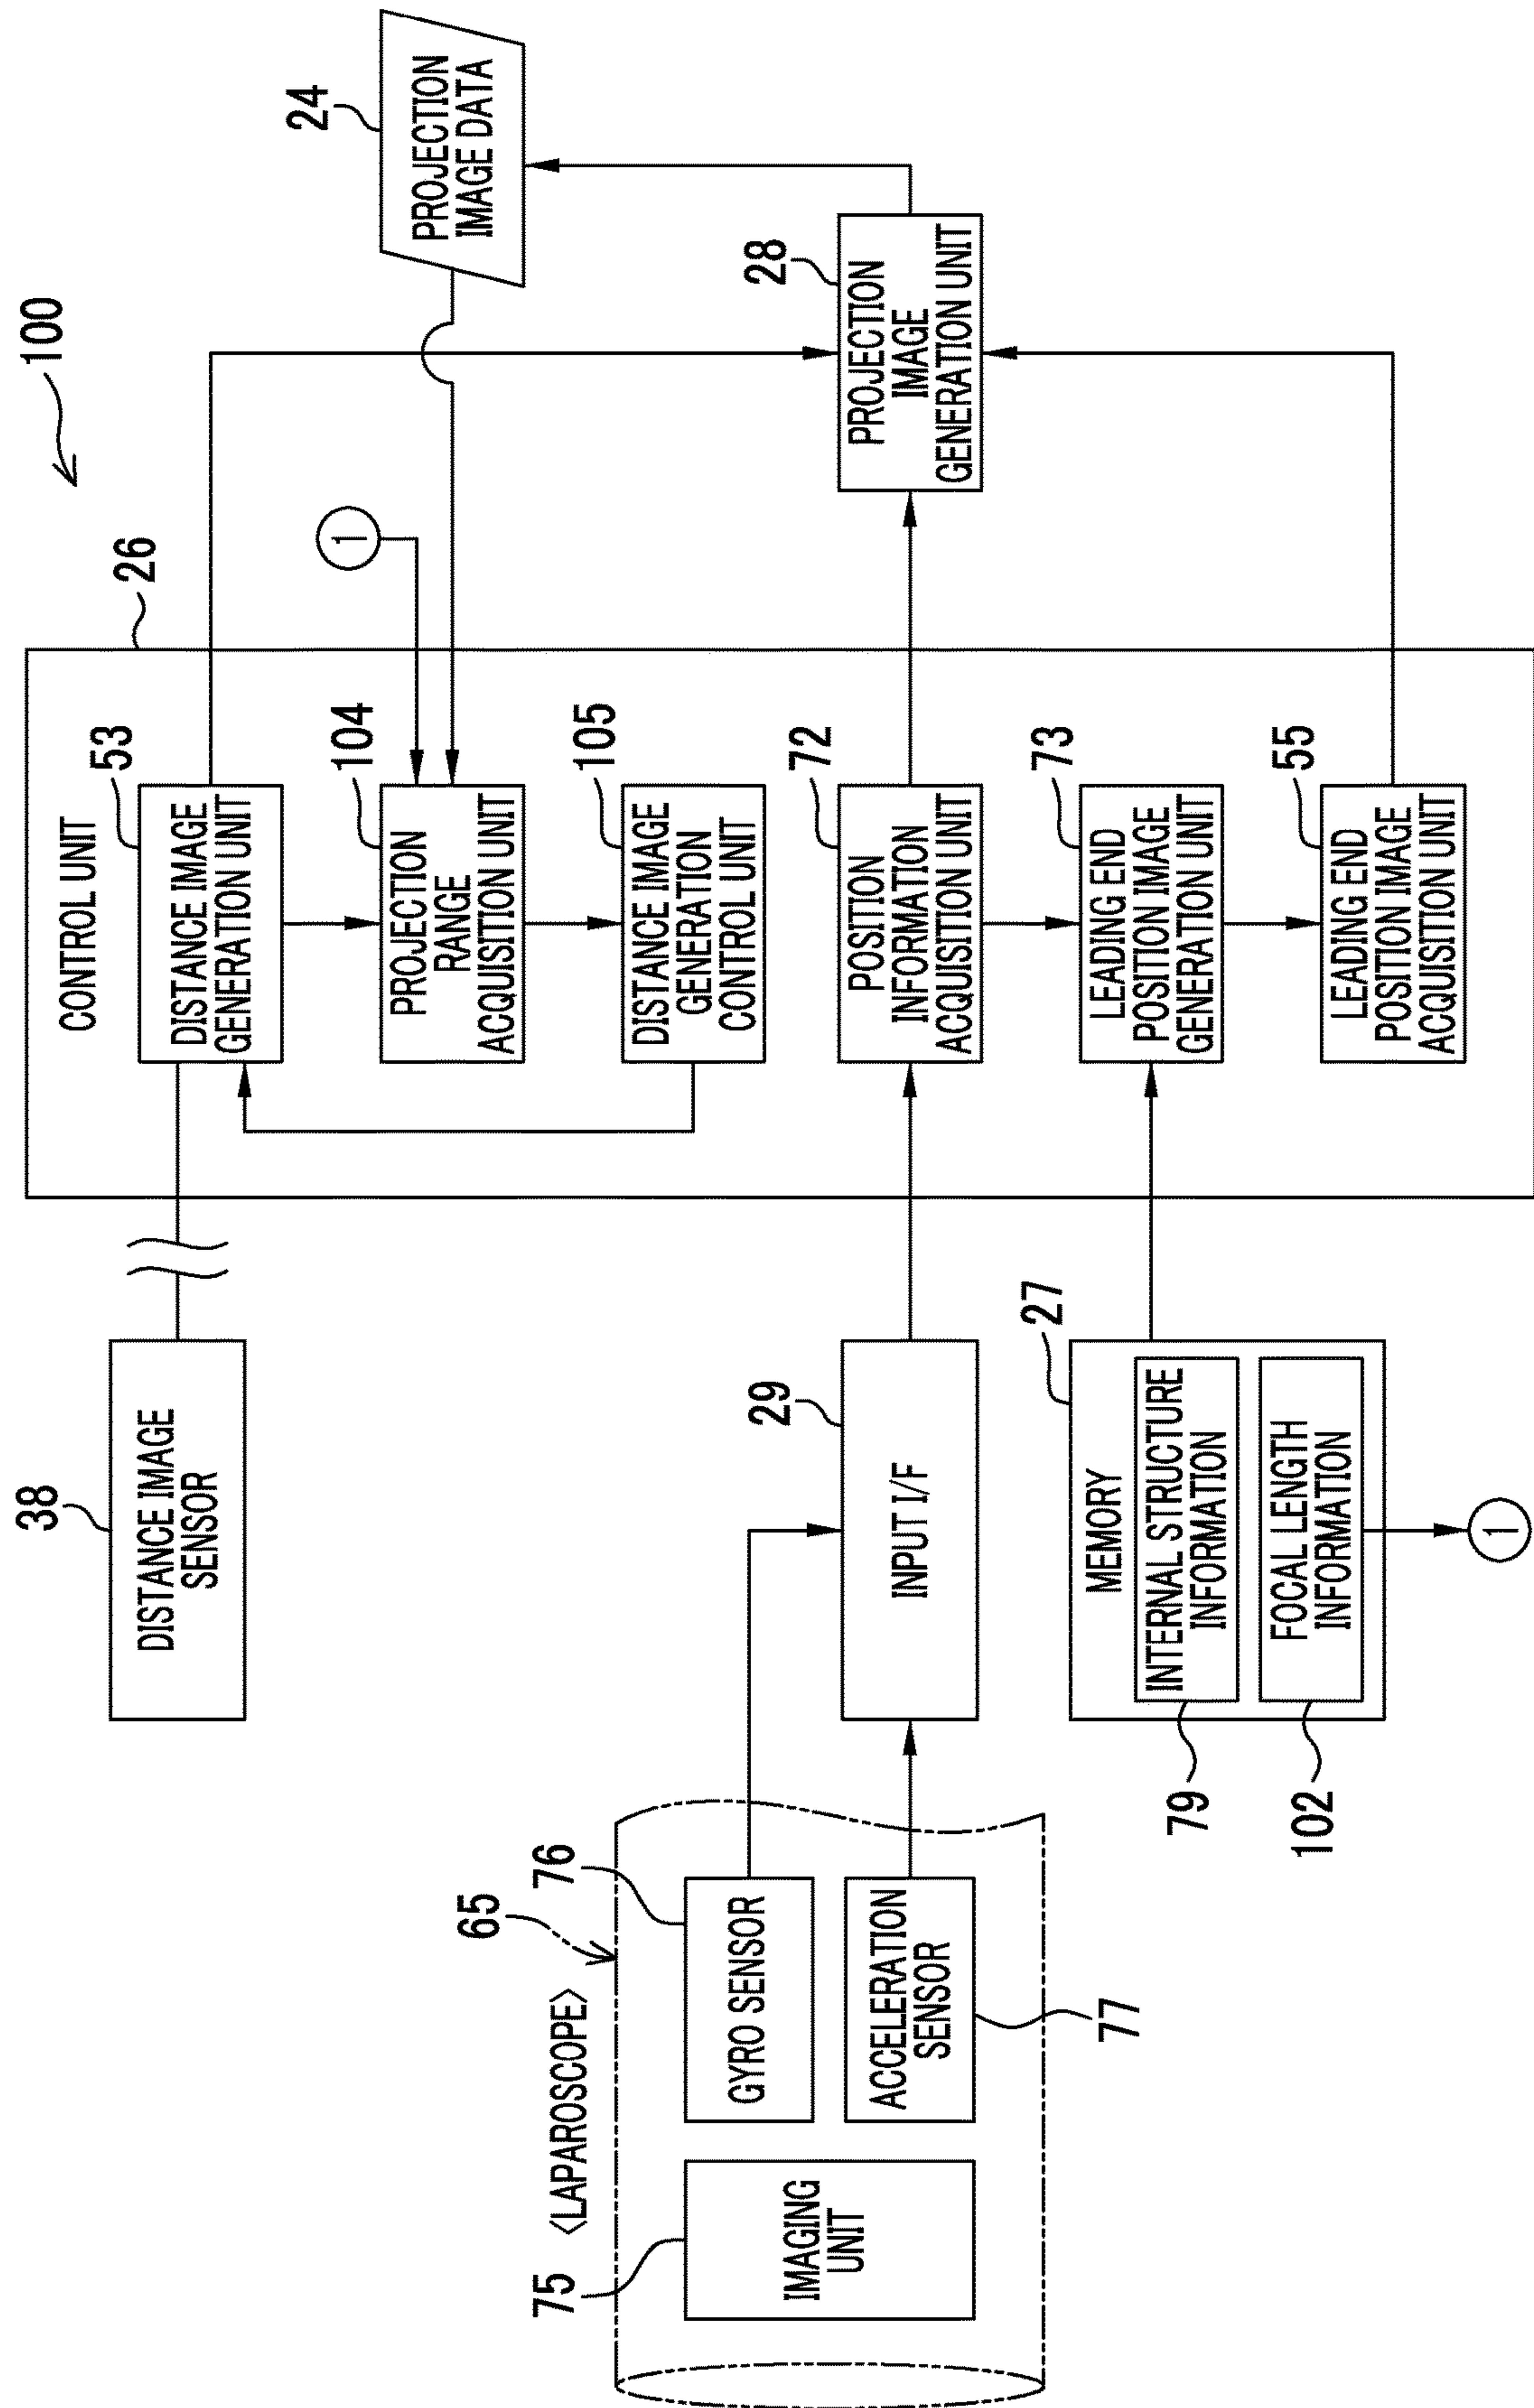 100
26
CONTROL UNIT
38
DISTANCE IMAGE
SENSOR
53
DISTANCE IMAGE
GENERATION UNIT
1
24
PROJECTION
IMAGE DATA
104
PROJECTION
RANGE
ACQUISITION UNIT
105
DISTANCE IMAGE
GENERATION
CONTROL UNIT
65
<LAPAROSCOPE>
75
IMAGING
UNIT
76
GYRO SENSOR
ACCELERATION
SENSOR
77
29
INPUT I/F
72
POSITION
INFORMATION
ACQUISITION UNIT
28
PROJECTION
IMAGE
GENERATION UNIT
27
MEMORY
INTERNAL STRUCTURE
INFORMATION
79
FOCAL LENGTH
INFORMATION
102
1
73
LEADING END
POSITION IMAGE
GENERATION UNIT
55
LEADING END
POSITION IMAGE
ACQUISITION UNIT